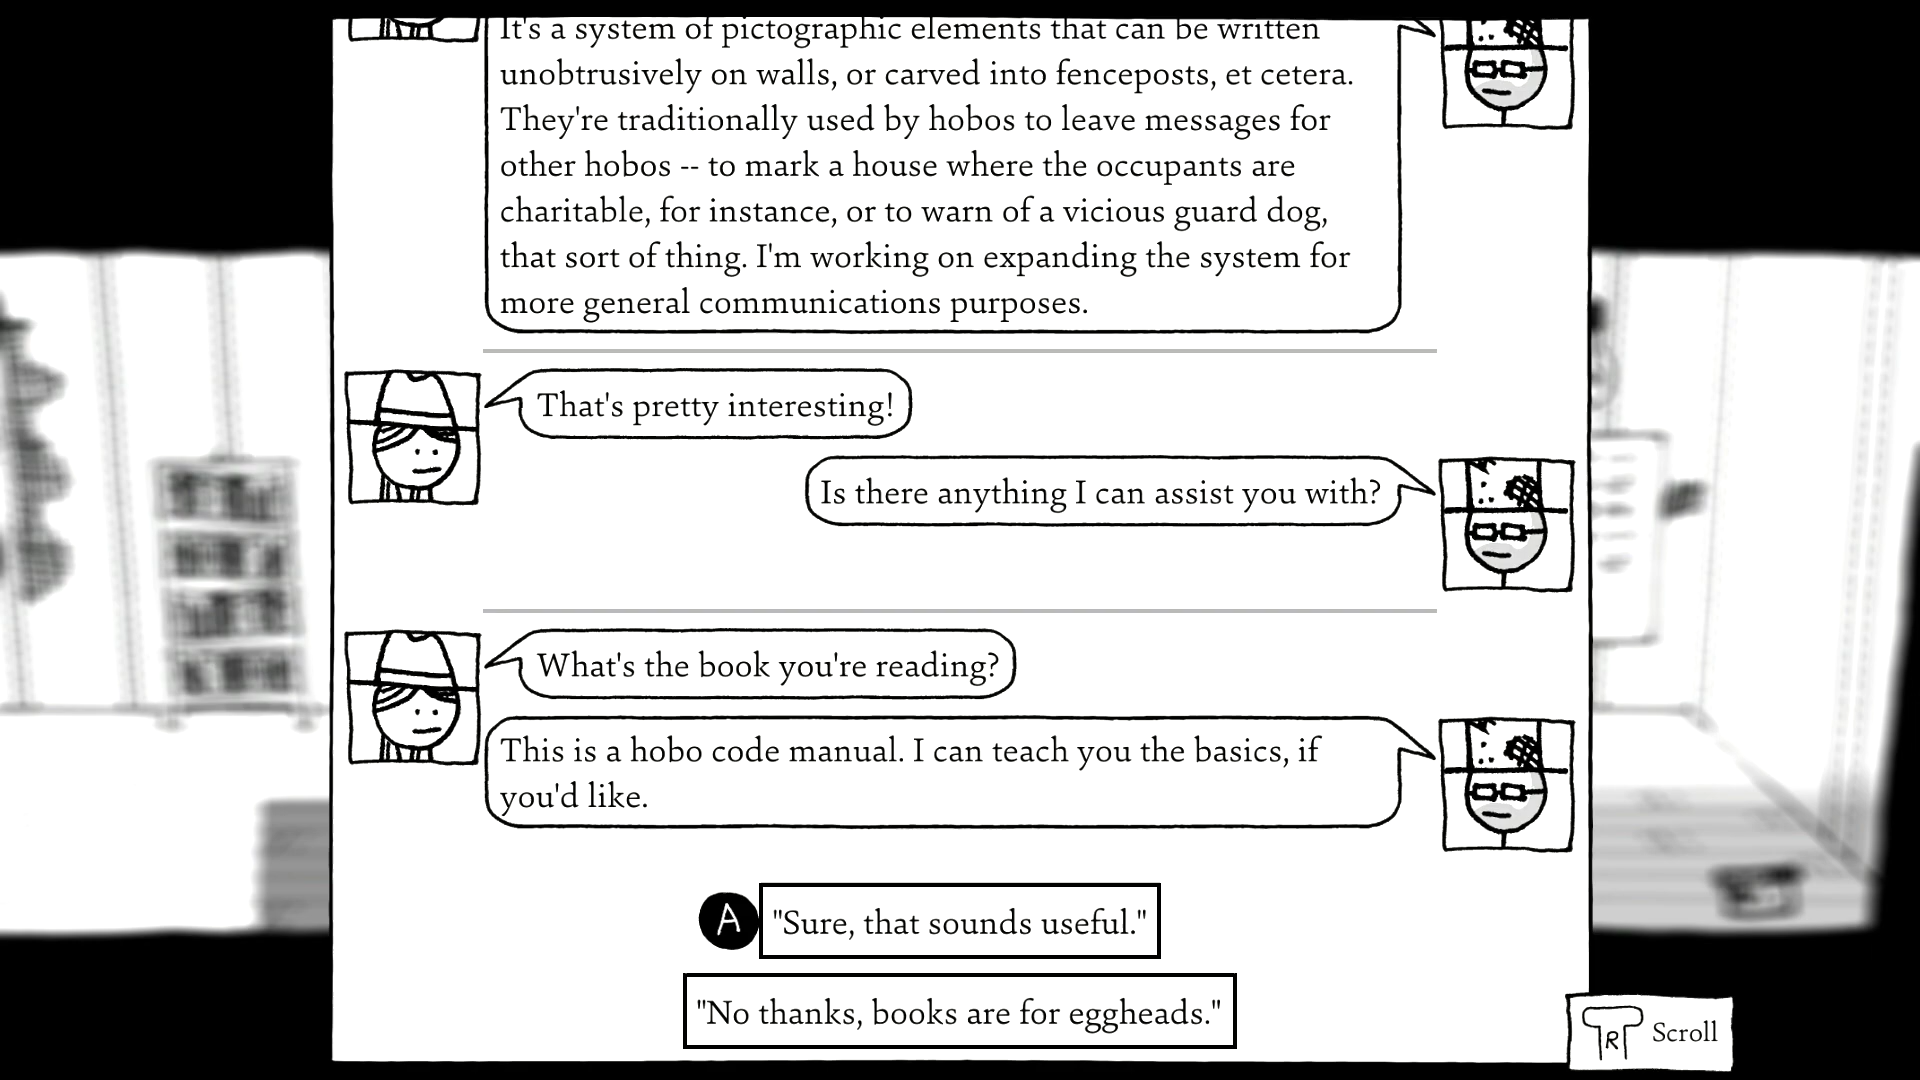 It's a system of pictographic elements that can be written
unobtrusively on walls, or carved into fenceposts, et cetera.
They're traditionally used by hobos to leave messages for
other hobos -- to mark a house where the occupants are
charitable, for instance, or to warn of a vicious guard dog,
that sort of thing. I'm working on expanding the system for
more general communications purposes.
That's pretty interesting!
Is there anything I can assist you with?
What's the book you're reading?
This is a hobo code manual. I can teach you the basics, if
you'd like.
A "Sure, that sounds useful."
"No thanks, books are for eggheads."
R Scroll